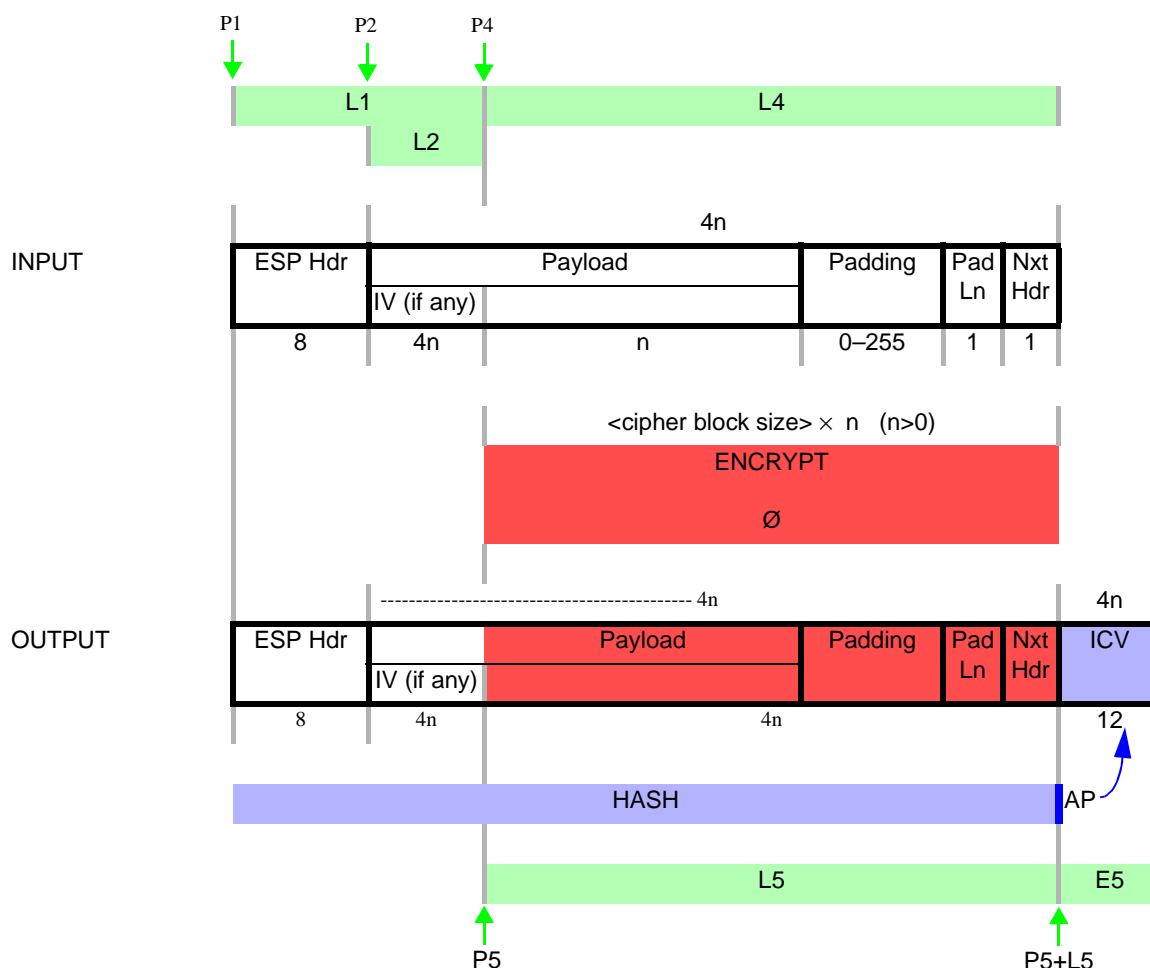 P1 P2 P4
L1 L4
L2
4n
INPUT ESP Hdr Payload Padding Pad Ln Nxt Hdr
IV (if any)
8 4n n 0–255 1 1
<cipher block size> × n (n>0)
ENCRYPT
Ø
-------------------------------------------- 4n 4n
OUTPUT ESP Hdr Payload Padding Pad Ln Nxt Hdr ICV
IV (if any)
8 4n 4n 12
HASH AP
L5 E5
P5 P5+L5